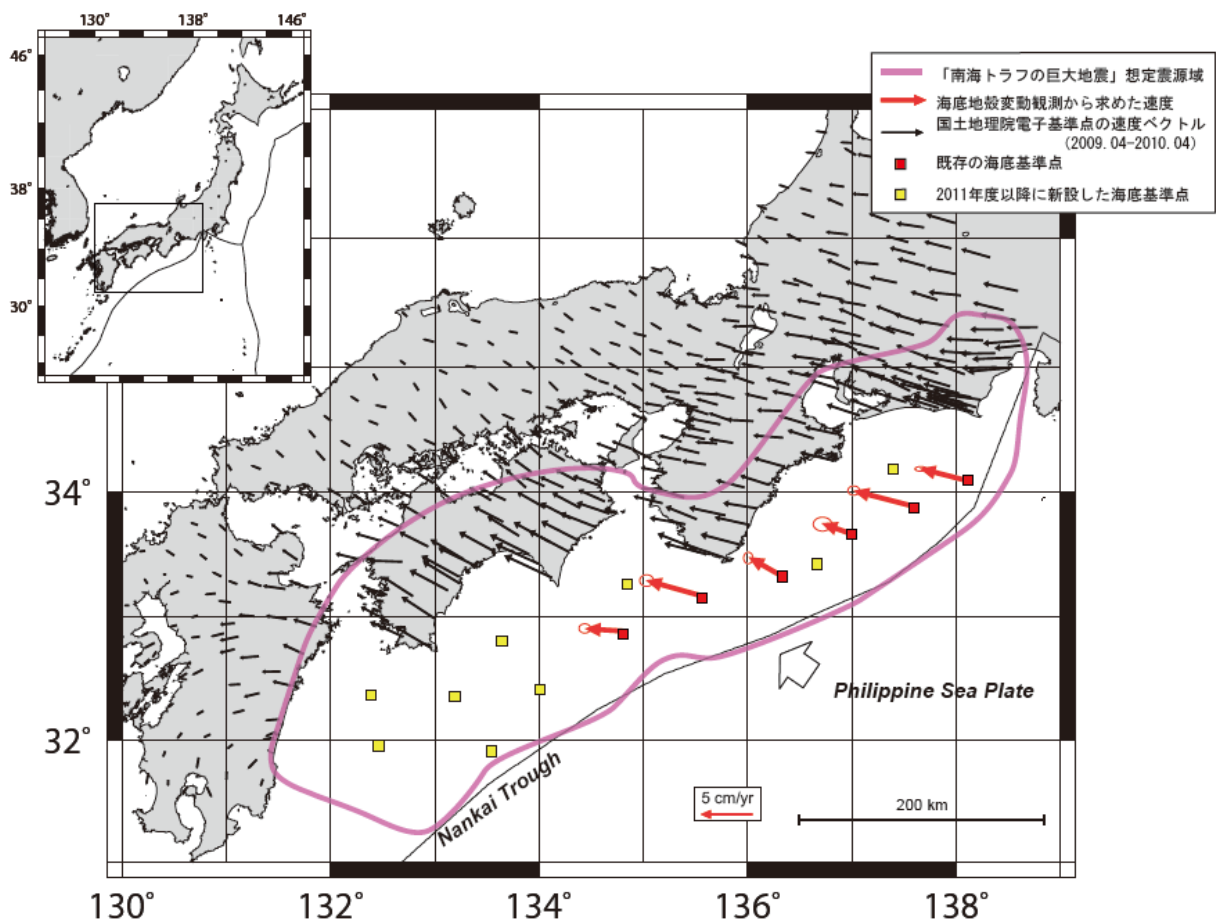 130° 138° 146°
46°
38°
30°
「南海トラフの巨大地震」想定震源域
海底地殻変動観測から求めた速度
国土地理院電子基準点の速度ベクトル
(2009.04-2010.04)
既存の海底基準点
2011年度以降に新設した海底基準点
34°
32°
Philippine Sea Plate
Nankai Trough
5 cm/yr
200 km
130° 132° 134° 136° 138°